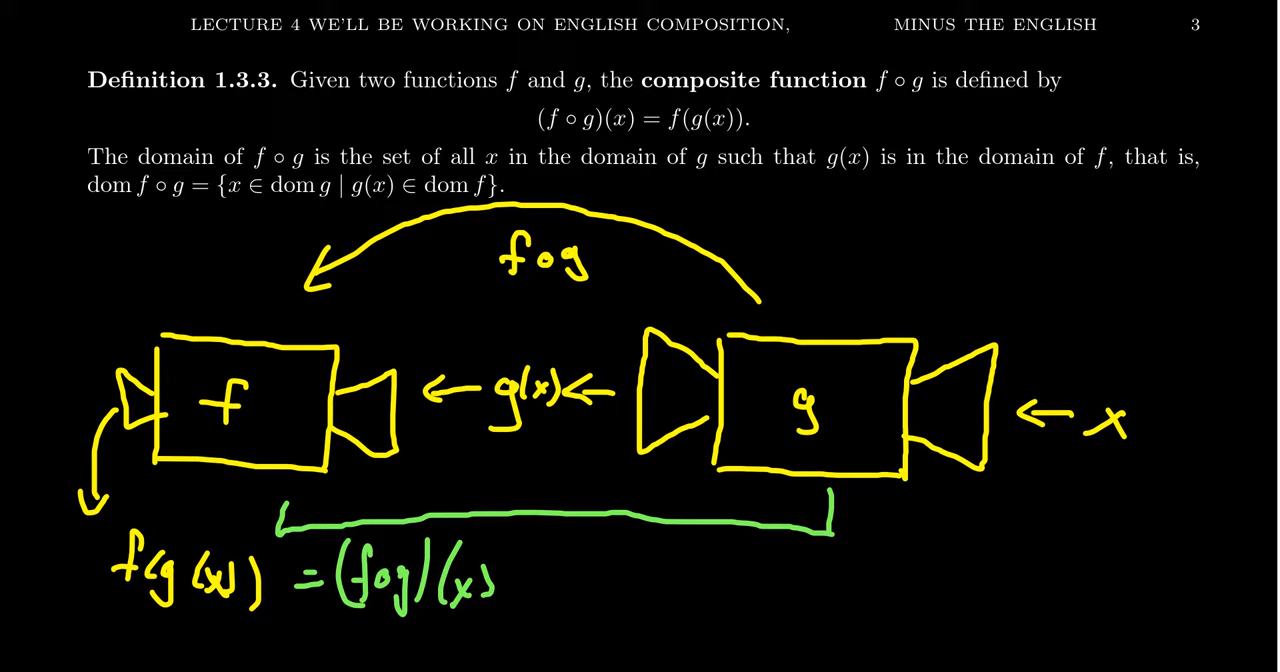 LECTURE 4 WE'LL BE WORKING ON ENGLISH COMPOSITION, MINUS THE ENGLISH 3
Definition 1.3.3. Given two functions f and g, the composite function f ∘ g is defined by
(f ∘ g)(x) = f(g(x)).
The domain of f ∘ g is the set of all x in the domain of g such that g(x) is in the domain of f, that is,
dom f ∘ g = {x ∈ dom g | g(x) ∈ dom f}.
f∘g
f ← g(x) ← g ← x
f(g(x)) = (f∘g)(x)